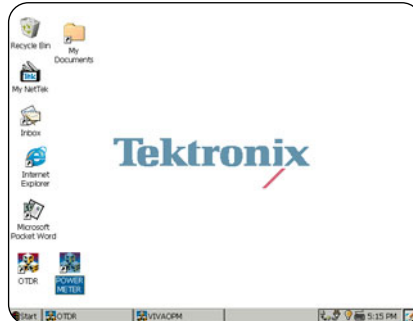 Recycle Bin
My Documents
My NetTek
Inbox
Internet Explorer
Microsoft Pocket Word
OTDR
POWER METER
Tektronix
Start
OTDR
VIVAOPM
5:15 PM